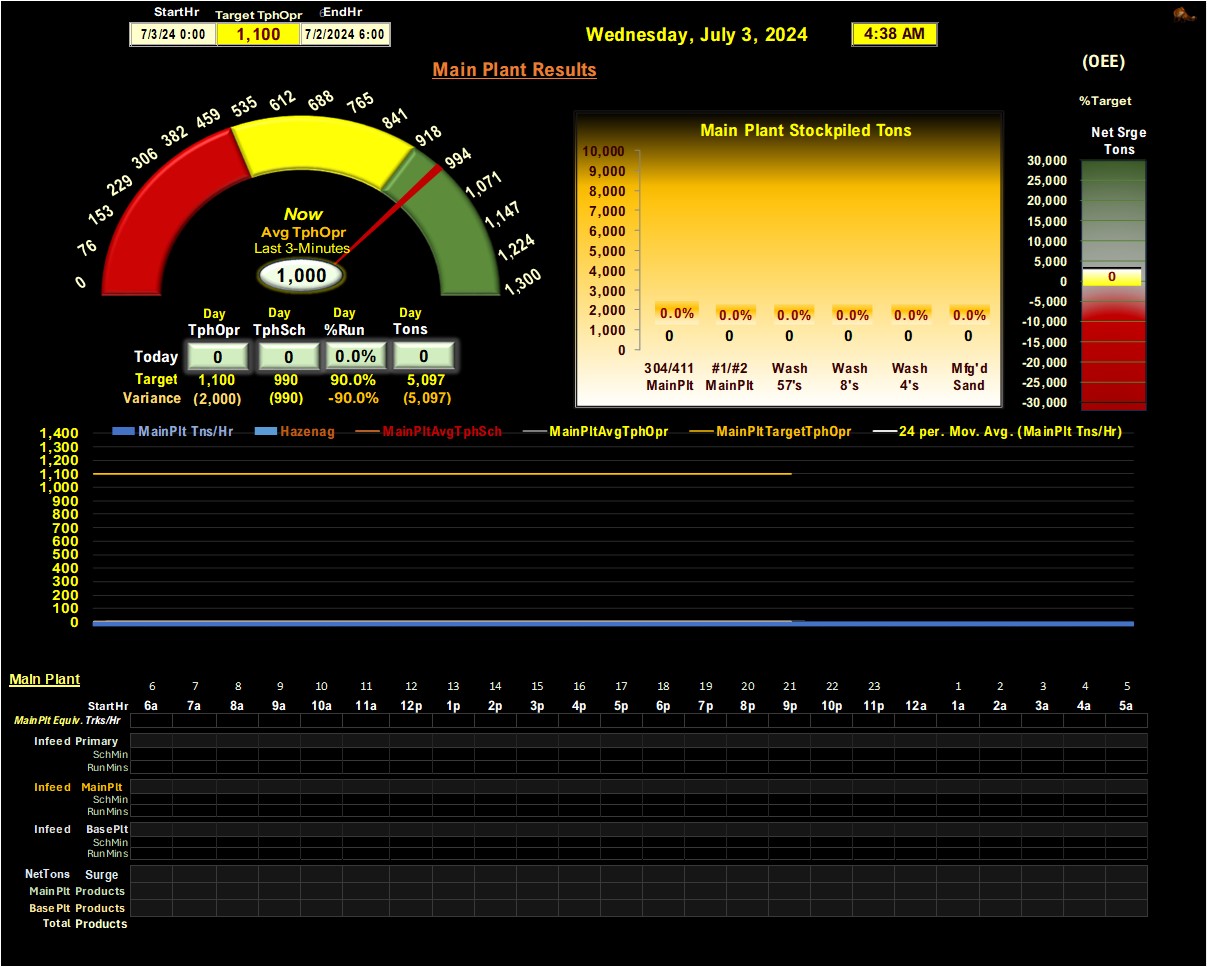 StartHr Target TphOpr EndHr
7/3/24 0:00 1,100 7/2/2024 6:00
Wednesday, July 3, 2024 4:38 AM
Main Plant Results
(OEE)
%Target
Net Srge
Tons
0 76 153 229 306 382 459 535 612 688 765 841 918 994 1,071 1,147 1,224 1,300
Now
Avg TphOpr
Last 3-Minutes
1,000
Day Day Day Day
TphOpr TphSch %Run Tons
Today 0 0 0.0% 0
Target 1,100 990 90.0% 5,097
Variance (2,000) (990) -90.0% (5,097)
Main Plant Stockpiled Tons
10,000
9,000
8,000
7,000
6,000
5,000
4,000
3,000
2,000
1,000
0
0.0% 0.0% 0.0% 0.0% 0.0% 0.0%
0 0 0 0 0 0
304/411 #1/#2 Wash Wash Wash Mfg'd
MainPlt MainPlt 57's 8's 4's Sand
30,000
25,000
20,000
15,000
10,000
5,000
0
-5,000
-10,000
-15,000
-20,000
-25,000
-30,000
0
MainPlt Tns/Hr Hazenag MainPltAvgTphSch MainPltAvgTphOpr MainPltTargetTphOpr 24 per. Mov. Avg. (MainPlt Tns/Hr)
1,400
1,300
1,200
1,100
1,000
900
800
700
600
500
400
300
200
100
0
Main Plant
6 7 8 9 10 11 12 13 14 15 16 17 18 19 20 21 22 23 1 2 3 4 5
StartHr 6a 7a 8a 9a 10a 11a 12p 1p 2p 3p 4p 5p 6p 7p 8p 9p 10p 11p 12a 1a 2a 3a 4a 5a
MainPlt Equiv. Trks/Hr
Infeed Primary
SchMin
RunMins
Infeed MainPlt
SchMin
RunMins
Infeed BasePlt
SchMin
RunMins
NetTons Surge
MainPlt Products
BasePlt Products
Total Products